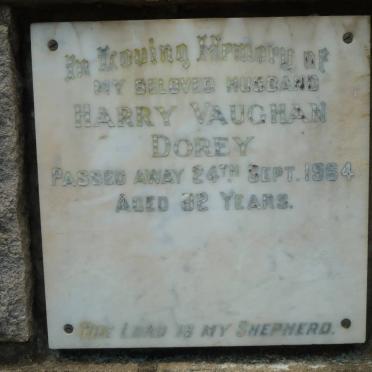 In Loving Memory of
MY BELOVED HUSBAND
HARRY VAUGHAN
DOREY
PASSED AWAY 24TH SEPT. 1964
AGED 82 YEARS.
THE LORD IS MY SHEPHERD.